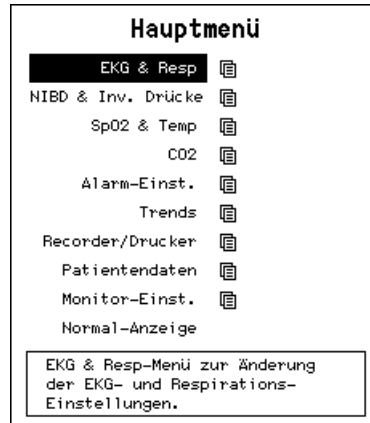 Hauptmenü
EKG & Resp
NIBD & Inv. Drücke
SpO2 & Temp
CO2
Alarm-Einst.
Trends
Recorder/Drucker
Patientendaten
Monitor-Einst.
Normal-Anzeige
EKG & Resp-Menü zur Änderung
der EKG- und Respirations-
Einstellungen.